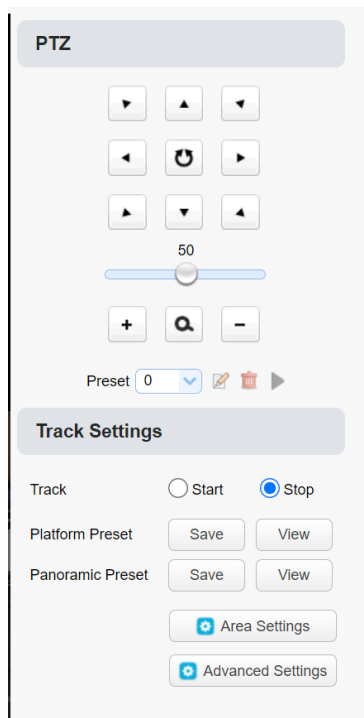 PTZ
50
+ -
Preset 0
Track Settings
Track Start Stop
Platform Preset Save View
Panoramic Preset Save View
Area Settings
Advanced Settings